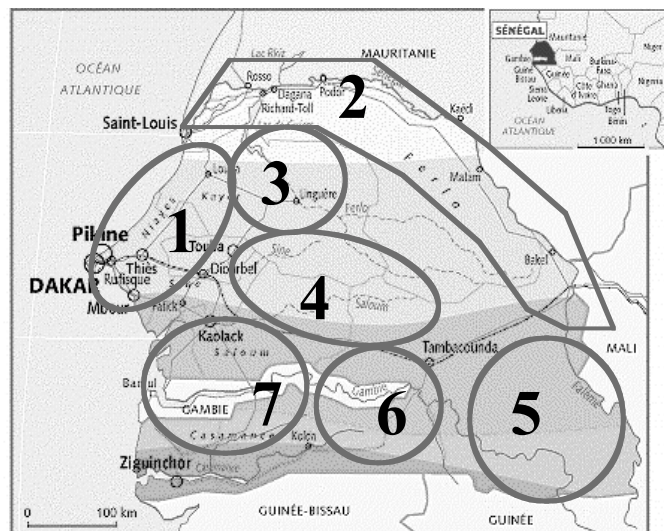 SÉNÉGAL
Mauritanie
Niger
Gambie
Mali
Guinée Bissau
Guinée
Burkina Faso
Sierra Leone
Côte d'Ivoire
Ghana
Nigeria
Liberia
Togo
Bénin
OCÉAN
ATLANTIQUE
1 000 km
OCÉAN
ATLANTIQUE
Lac Rkiz
MAURITANIE
Rosso
Dagana
Podor
Richard-Toll
2
Kaédi
Saint-Louis
Louga
3
Linguère
Ferlo
Matam
Niayes
1
Ferlo
Pikine
DAKAR
Thiès
Rufisque
Touba
Diourbel
Sine
4
Bakel
Mbour
Fatick
Saloum
Kaolack
Saloum
Tambacounda
MALI
Banjul
GAMBIE
7
Gambie
6
5
Falémé
Casamance
Kolda
Ziguinchor
Casamance
0
100 km
GUINÉE-BISSAU
GUINÉE